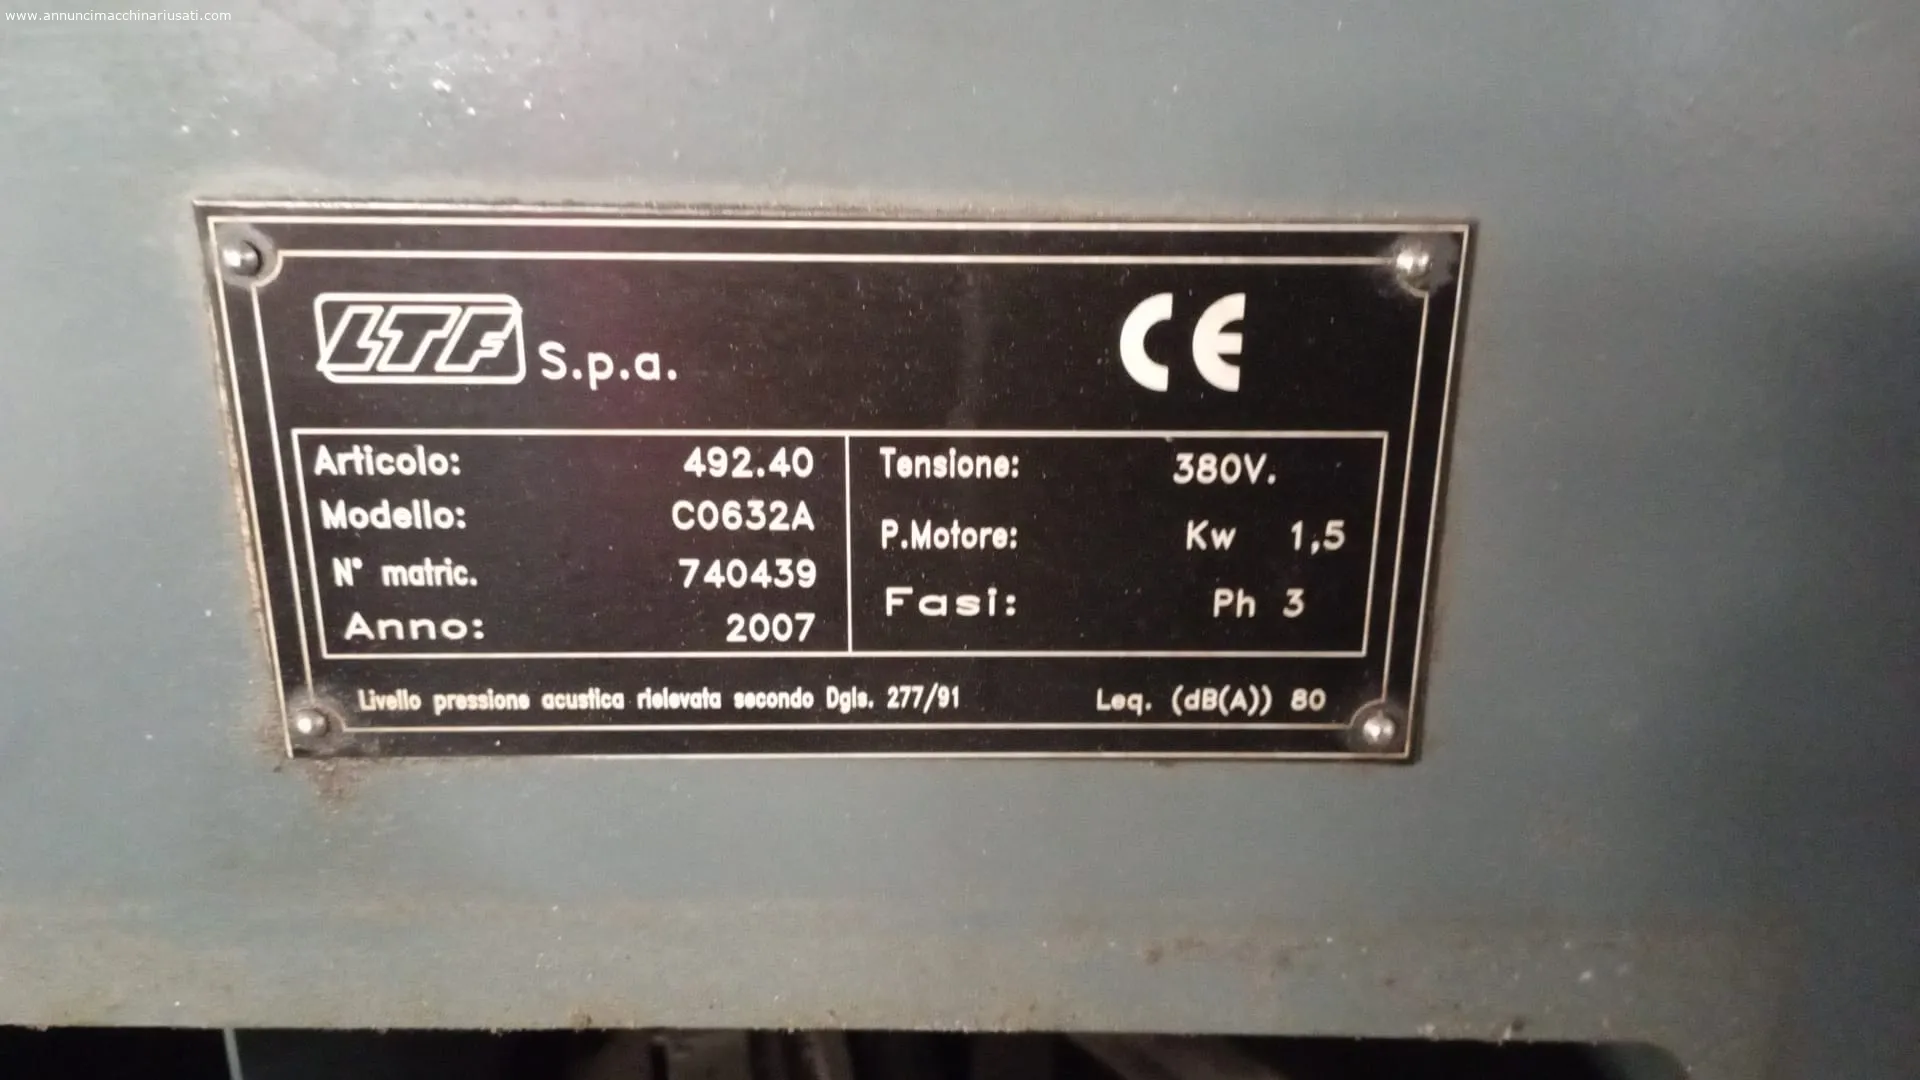 www.annuncimacchinariusati.com
LTF S.p.a. CE
Articolo: 492.40
Modello: C0632A
N° matric. 740439
Anno: 2007
Tensione: 380V.
P.Motore: Kw 1,5
Fasi: Ph 3
Livello pressione acustica rielevata secondo Dgls. 277/91 Leq. (dB(A)) 80